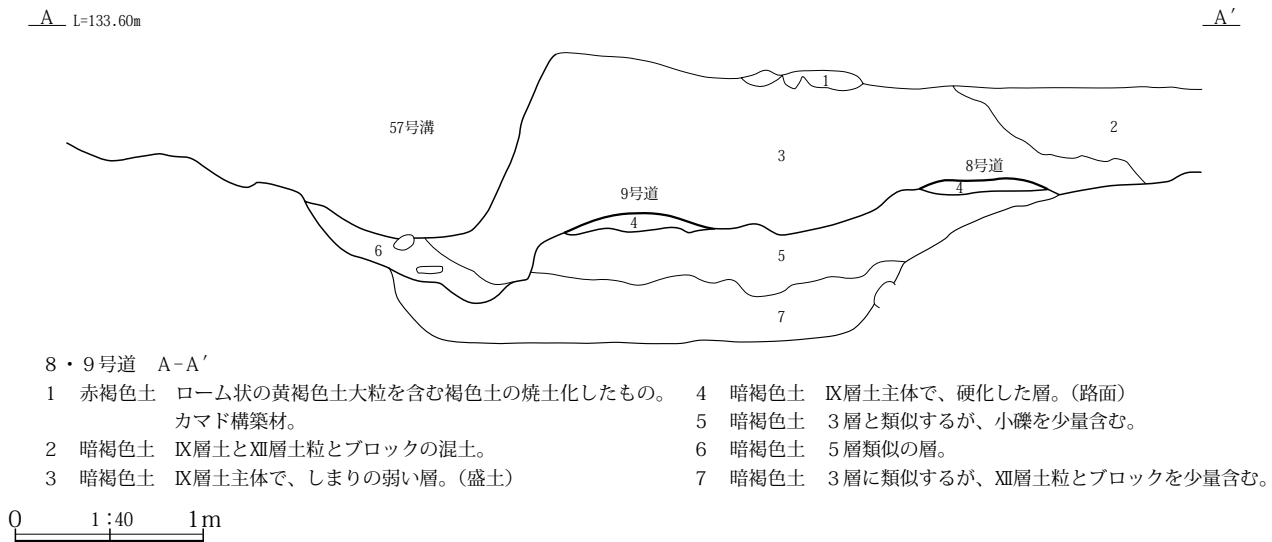 A L=133.60m A′
1
57号溝 2
3
8号道
4
9号道
4
6 5
7
8・9号道 A-A′
1 赤褐色土 ローム状の黄褐色土大粒を含む褐色土の焼土化したもの。
カマド構築材。
2 暗褐色土 Ⅸ層土とⅫ層土粒とブロックの混土。
3 暗褐色土 Ⅸ層土主体で、しまりの弱い層。(盛土)
4 暗褐色土 Ⅸ層土主体で、硬化した層。(路面)
5 暗褐色土 3層と類似するが、小礫を少量含む。
6 暗褐色土 5層類似の層。
7 暗褐色土 3層に類似するが、Ⅻ層土粒とブロックを少量含む。
0 1:40 1m